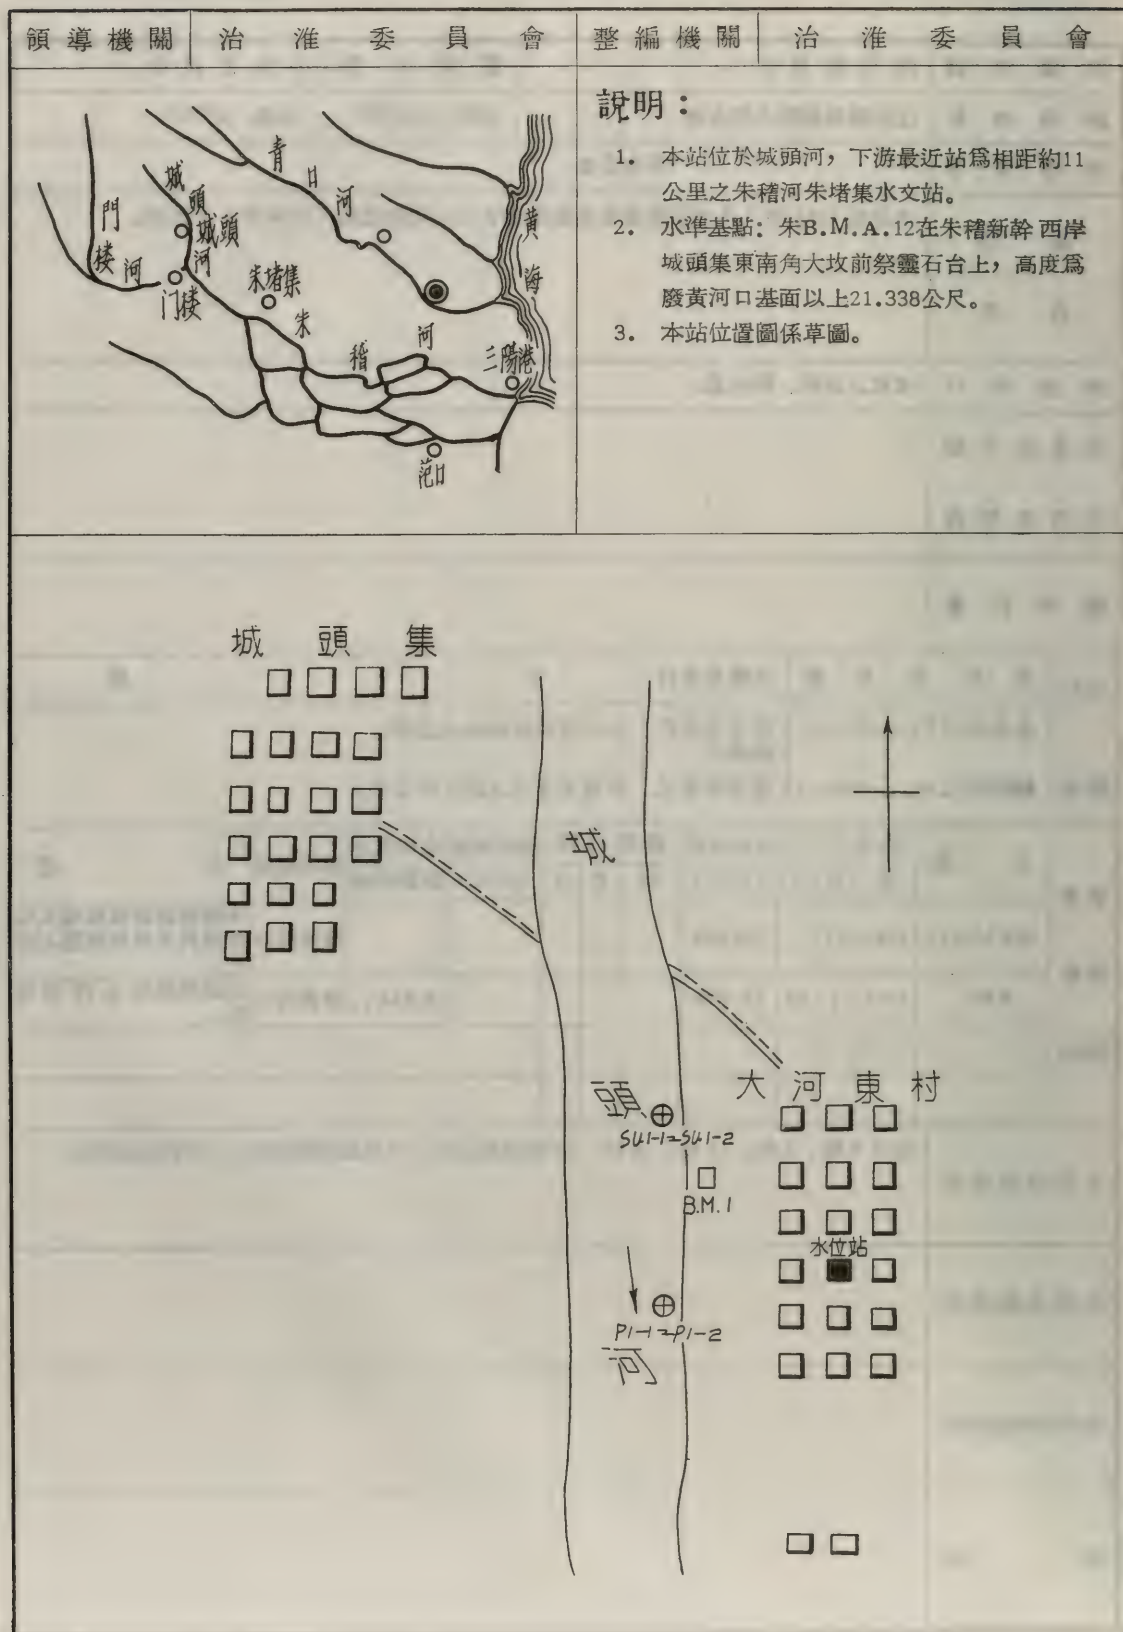 領導機關 治淮委員會 整編機關 治淮委員會
說明：
1. 本站位於城頭河，下游最近站爲相距約11
公里之朱稽河朱堵集水文站。
2. 水準基點：朱B.M.A.12在朱稽新幹西岸
城頭集東南角大坟前祭靈石台上，高度爲
廢黃河口基面以上21.338公尺。
3. 本站位置圖係草圖。
青口河
城頭河
城頭
門楼河
门楼
朱堵集
朱稽河
黄海
三陽港
范口
城頭集
城頭河
大河東村
SU1-1=SU1-2
B.M.1
水位站
P1-1=P1-2